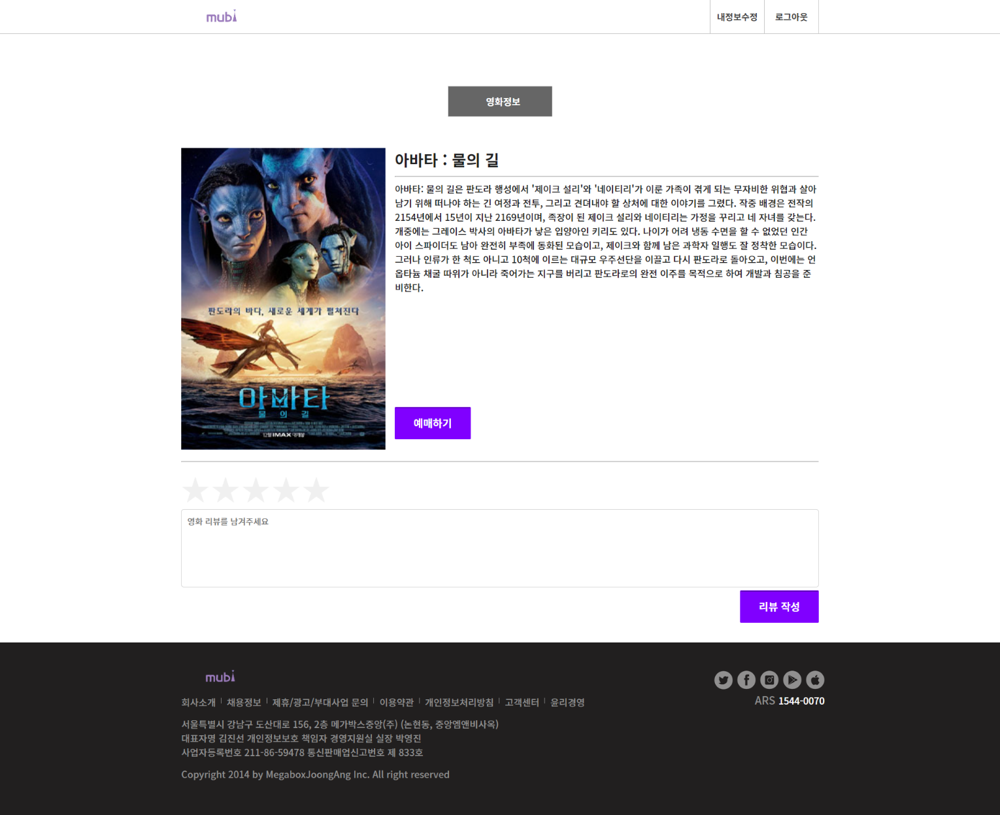 mubi
내정보수정
로그아웃
영화정보
아바타 : 물의 길
아바타: 물의 길은 판도라 행성에서 '제이크 설리'와 '네이티리'가 이룬 가족이 겪게 되는 무자비한 위협과 살아
남기 위해 떠나야 하는 긴 여정과 전투, 그리고 견뎌내야 할 상처에 대한 이야기를 그렸다. 작중 배경은 전작의
2154년에서 15년이 지난 2169년이며, 족장이 된 제이크 설리와 네이티리는 가정을 꾸리고 네 자녀를 갖는다.
개중에는 그레이스 박사의 아바타가 낳은 입양아인 키리도 있다. 나이가 어려 냉동 수면을 할 수 없었던 인간
아이 스파이더도 남아 완전히 부족에 동화된 모습이고, 제이크와 함께 남은 과학자 일행도 잘 정착한 모습이다.
그러나 인류가 한 척도 아니고 10척에 이르는 대규모 우주선단을 이끌고 다시 판도라로 돌아오고, 이번에는 언
옵타늄 채굴 따위가 아니라 죽어가는 지구를 버리고 판도라로의 완전 이주를 목적으로 하여 개발과 침공을 준
비한다.
판도라의 바다, 새로운 세계가 펼쳐진다
아바타
물의 길
12월 IMAX 대개봉
예매하기
영화 리뷰를 남겨주세요
리뷰 작성
mubi
회사소개 채용정보 제휴/광고/부대사업 문의 이용약관 개인정보처리방침 고객센터 윤리경영
ARS 1544-0070
서울특별시 강남구 도산대로 156, 2층 메가박스중앙(주) (논현동, 중앙엠앤비사옥)
대표자명 김진선 개인정보보호 책임자 경영지원실 실장 박영진
사업자등록번호 211-86-59478 통신판매업신고번호 제 833호
Copyright 2014 by MegaboxJoongAng Inc. All right reserved